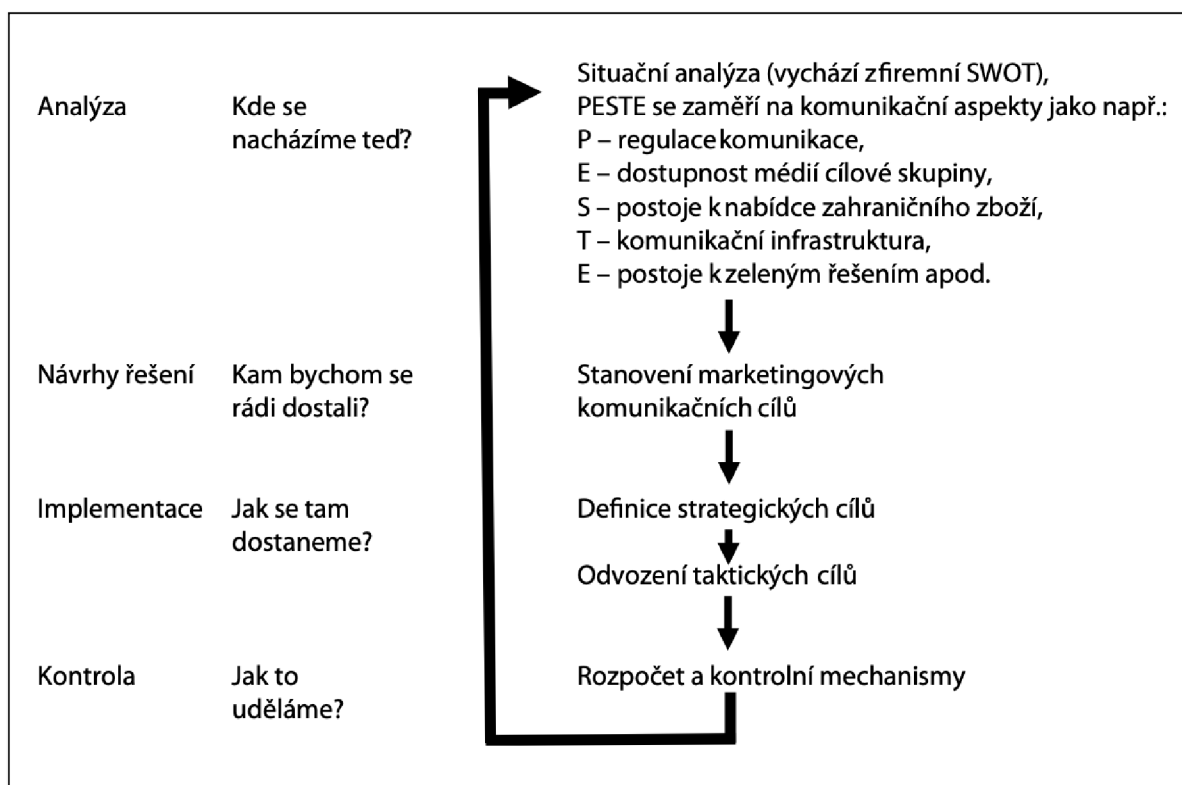 Situační analýza (vychází z firemní SWOT),
Analýza Kde se PESTE se zaměří na komunikační aspekty jako např.:
nacházíme teď? P – regulace komunikace,
E – dostupnost médií cílové skupiny,
S – postoje k nabídce zahraničního zboží,
T – komunikační infrastruktura,
E – postoje k zeleným řešením apod.
Návrhy řešení Kam bychom se Stanovení marketingových
rádi dostali? komunikačních cílů
Implementace Jak se tam Definice strategických cílů
dostaneme?
Odvození taktických cílů
Kontrola Jak to Rozpočet a kontrolní mechanismy
uděláme?